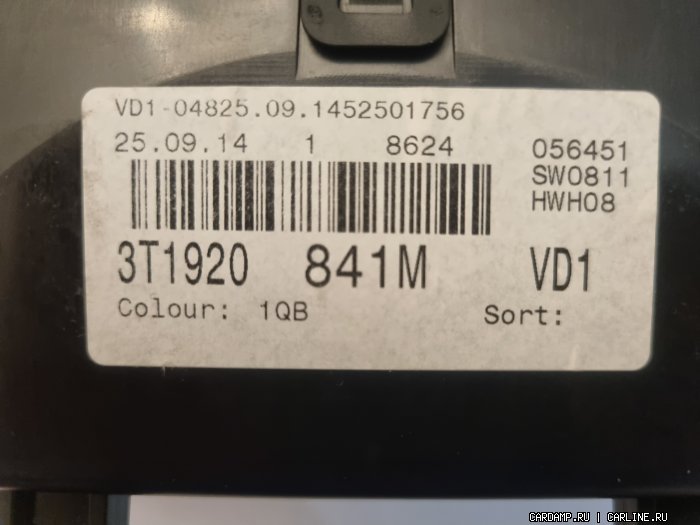 VD1-04825.09.1452501756
25.09.14 1 8624 056451
SW0811
HWH08
3T1920 841M VD1
Colour: 1QB Sort:
CARDAMP.RU | CARLINE.RU